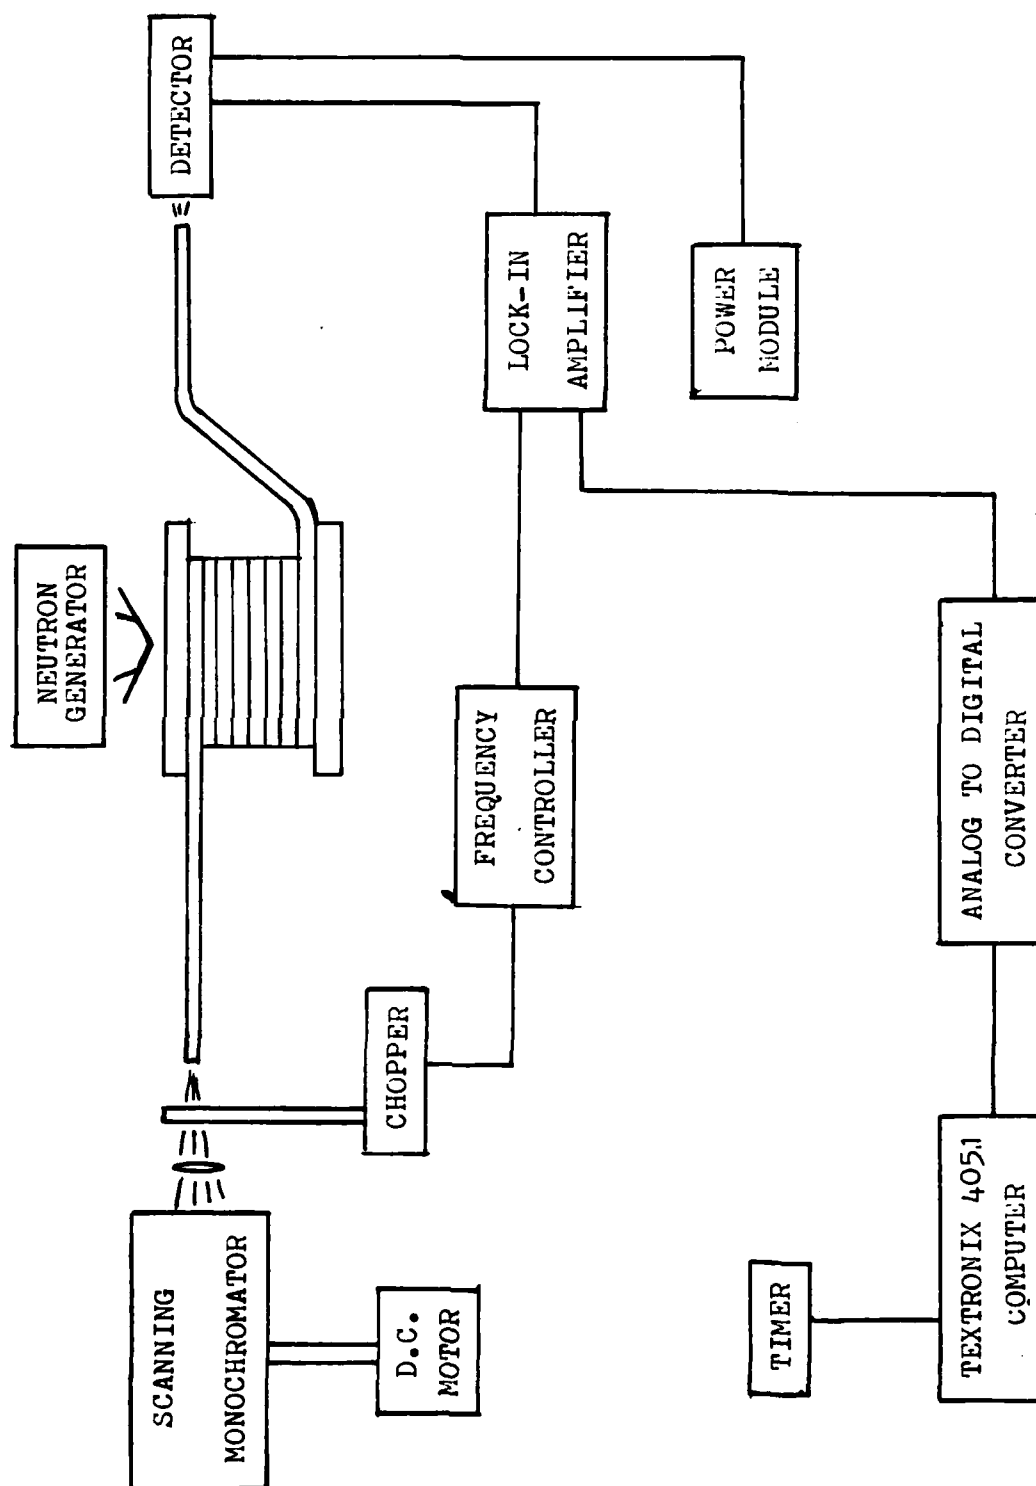 NEUTRON
GENERATOR
DETECTOR
SCANNING
MONOCHROMATOR
D.C.
MOTOR
CHOPPER
FREQUENCY
CONTROLLER
LOCK-IN
AMPLIFIER
POWER
MODULE
TIMER
TEXTRONIX 4051
COMPUTER
ANALOG TO DIGITAL
CONVERTER